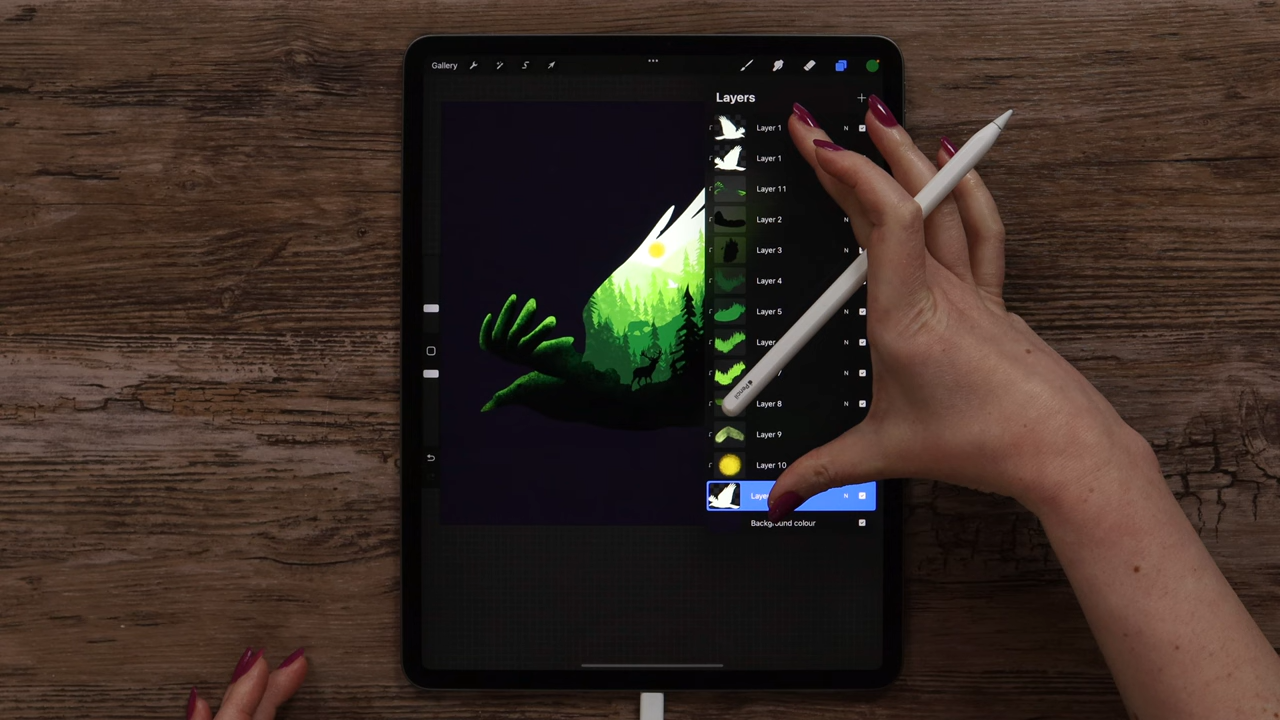 Gallery
Layers
Layer 1 N
Layer 1
Layer 11
Layer 2 N
Layer 3
Layer 4
Layer 5
N
Layer 8 N
Layer 9
Layer 10
N
Background colour
Pencil